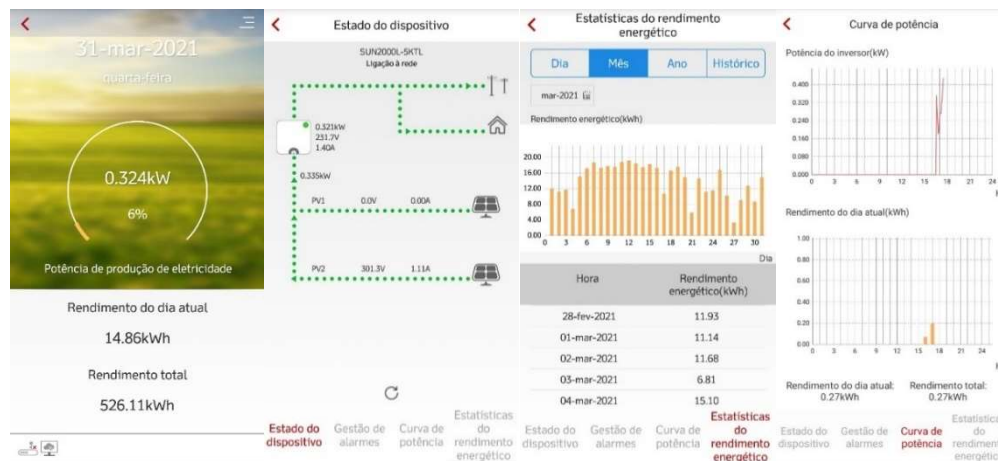 31-mar-2021
quarta-feira
0.324kW
6%
Potência de produção de eletricidade
Rendimento do dia atual
14.86kWh
Rendimento total
526.11kWh
Estado do dispositivo
SUN2000L-5KTL
Ligação à rede
0.321kW
231.7V
1.40A
0.335kW
PV1 0.0V 0.00A
PV2 301.3V 1.11A
Estado do dispositivo
Gestão de alarmes
Curva de potência
Estatísticas do rendimento energético
Estatísticas do rendimento
energético
Dia Mês Ano Histórico
mar-2021
Rendimento energético(kWh)
20.00
16.00
12.00
8.00
4.00
0.00
0 3 6 9 12 15 18 21 24 27 30
Dia
Hora
Rendimento energético(kWh)
28-fev-2021 11.93
01-mar-2021 11.14
02-mar-2021 11.68
03-mar-2021 6.81
04-mar-2021 15.10
Estado do dispositivo
Gestão de alarmes
Curva de potência
Estatísticas do rendimento energético
Curva de potência
Potência do inversor(kW)
0.400
0.320
0.240
0.160
0.080
0.000
0 3 6 9 12 15 18 21 24
Rendimento do dia atual(kWh)
1.00
0.80
0.60
0.40
0.20
0.00
0 3 6 9 12 15 18 21 24
Rendimento do dia atual: 0.27kWh
Rendimento total: 0.27kWh
Estado do dispositivo
Gestão de alarmes
Curva de potência
do